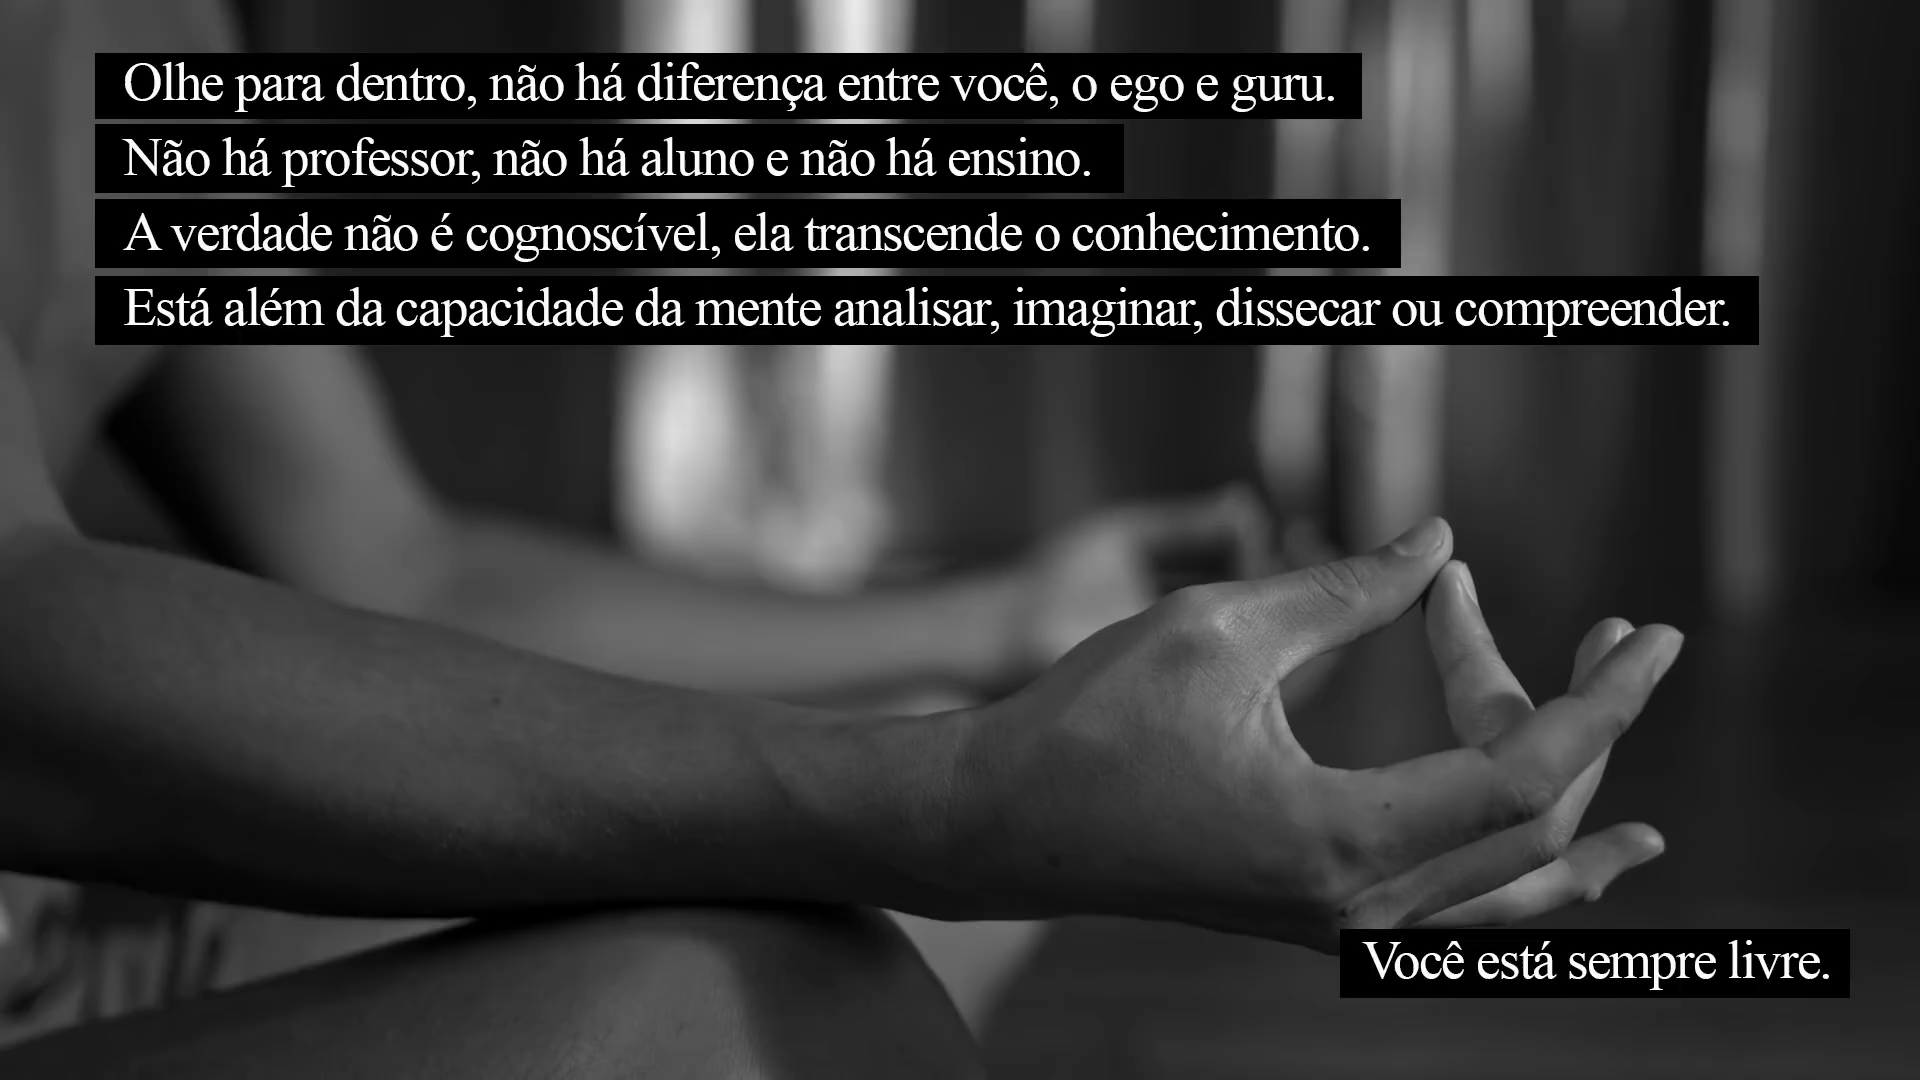 Olhe para dentro, não há diferença entre você, o ego e guru.
Não há professor, não há aluno e não há ensino.
A verdade não é cognoscível, ela transcende o conhecimento.
Está além da capacidade da mente analisar, imaginar, dissecar ou compreender.
Você está sempre livre.